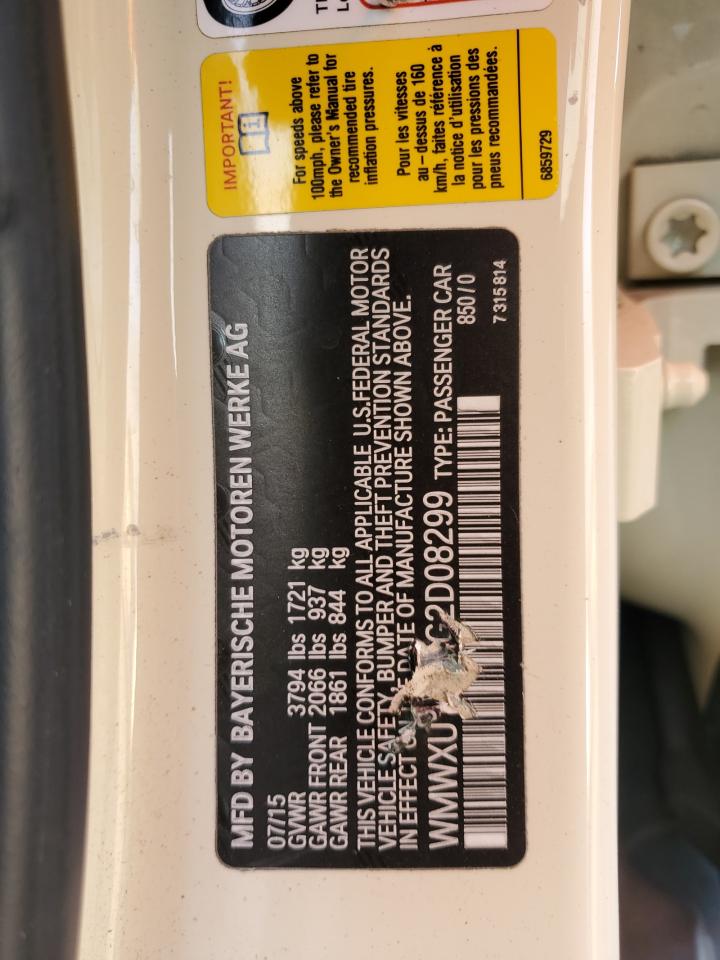 IMPORTANT!
For speeds above
100mph, please refer to
the Owner's Manual for
recommended tire
inflation pressures.
Pour les vitesses
au – dessus de 160
km/h, faites référence à
la notice d'utilisation
pour les pressions des
pneus recommandées.
6859729
MFD BY BAYERISCHE MOTOREN WERKE AG
07/15
GVWR 3794 lbs 1721 kg
GAWR FRONT 2066 lbs 937 kg
GAWR REAR 1861 lbs 844 kg
THIS VEHICLE CONFORMS TO ALL APPLICABLE U.S.FEDERAL MOTOR
VEHICLE SAFETY, BUMPER AND THEFT PREVENTION STANDARDS
IN EFFECT DATE OF MANUFACTURE SHOWN ABOVE.
WMWXU C2D08299 TYPE: PASSENGER CAR
850 / 0
7 315 814